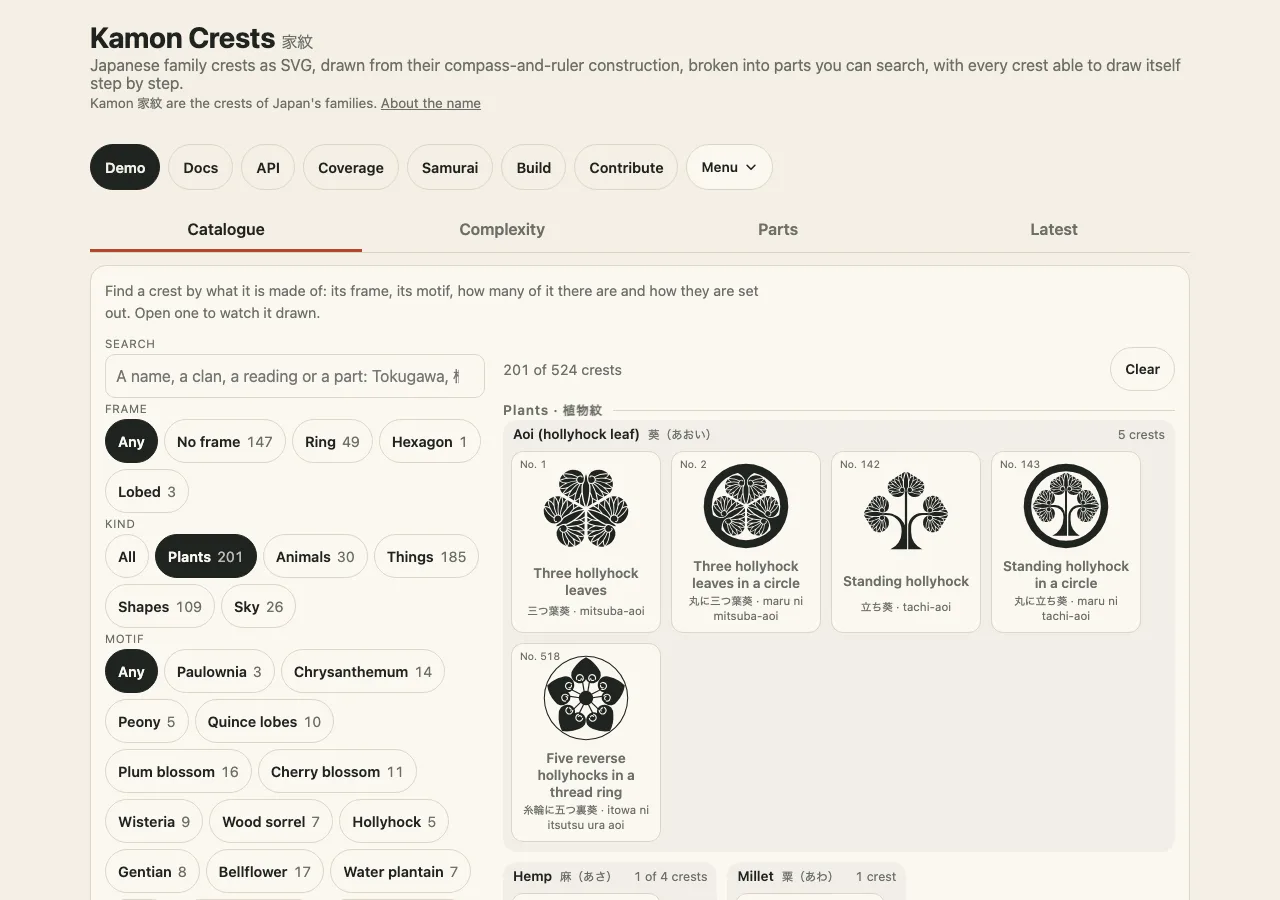 Kamon Crests 家紋
Japanese family crests as SVG, drawn from their compass-and-ruler construction, broken into parts you can search, with every crest able to draw itself
step by step.
Kamon 家紋 are the crests of Japan's families. About the name
Demo Docs API Coverage Samurai Build Contribute Menu
Catalogue Complexity Parts Latest
Find a crest by what it is made of: its frame, its motif, how many of it there are and how they are set
out. Open one to watch it drawn.
SEARCH
A name, a clan, a reading or a part: Tokugawa,
FRAME
Any No frame 147 Ring 49 Hexagon 1
Lobed 3
KIND
All Plants 201 Animals 30 Things 185
Shapes 109 Sky 26
MOTIF
Any Paulownia 3 Chrysanthemum 14
Peony 5 Quince lobes 10
Plum blossom 16 Cherry blossom 11
Wisteria 9 Wood sorrel 7 Hollyhock 5
Gentian 8 Bellflower 17 Water plantain 7
201 of 524 crests Clear
Plants · 植物紋
Aoi (hollyhock leaf) 葵（あおい） 5 crests
No. 1
Three hollyhock
leaves
三つ葉葵 · mitsuba-aoi
No. 2
Three hollyhock
leaves in a circle
丸に三つ葉葵 · maru ni
mitsuba-aoi
No. 142
Standing hollyhock
立ち葵 · tachi-aoi
No. 143
Standing hollyhock
in a circle
丸に立ち葵 · maru ni
tachi-aoi
No. 518
Five reverse
hollyhocks in a
thread ring
糸輪に五つ裏葵 · itowa ni
itsutsu ura aoi
Hemp 麻（あさ） 1 of 4 crests
Millet 粟（あわ） 1 crest